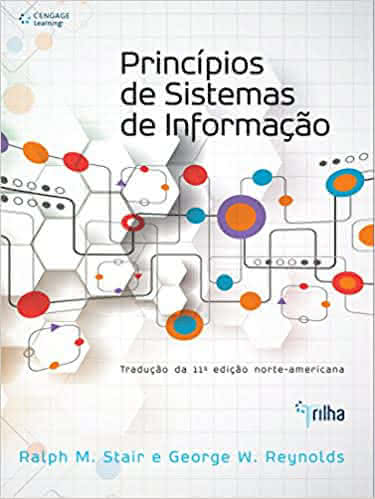 CENGAGE
Learning
Princípios
de Sistemas
de Informação
Tradução da 11ª edição norte-americana
Trilha
Ralph M. Stair e George W. Reynolds